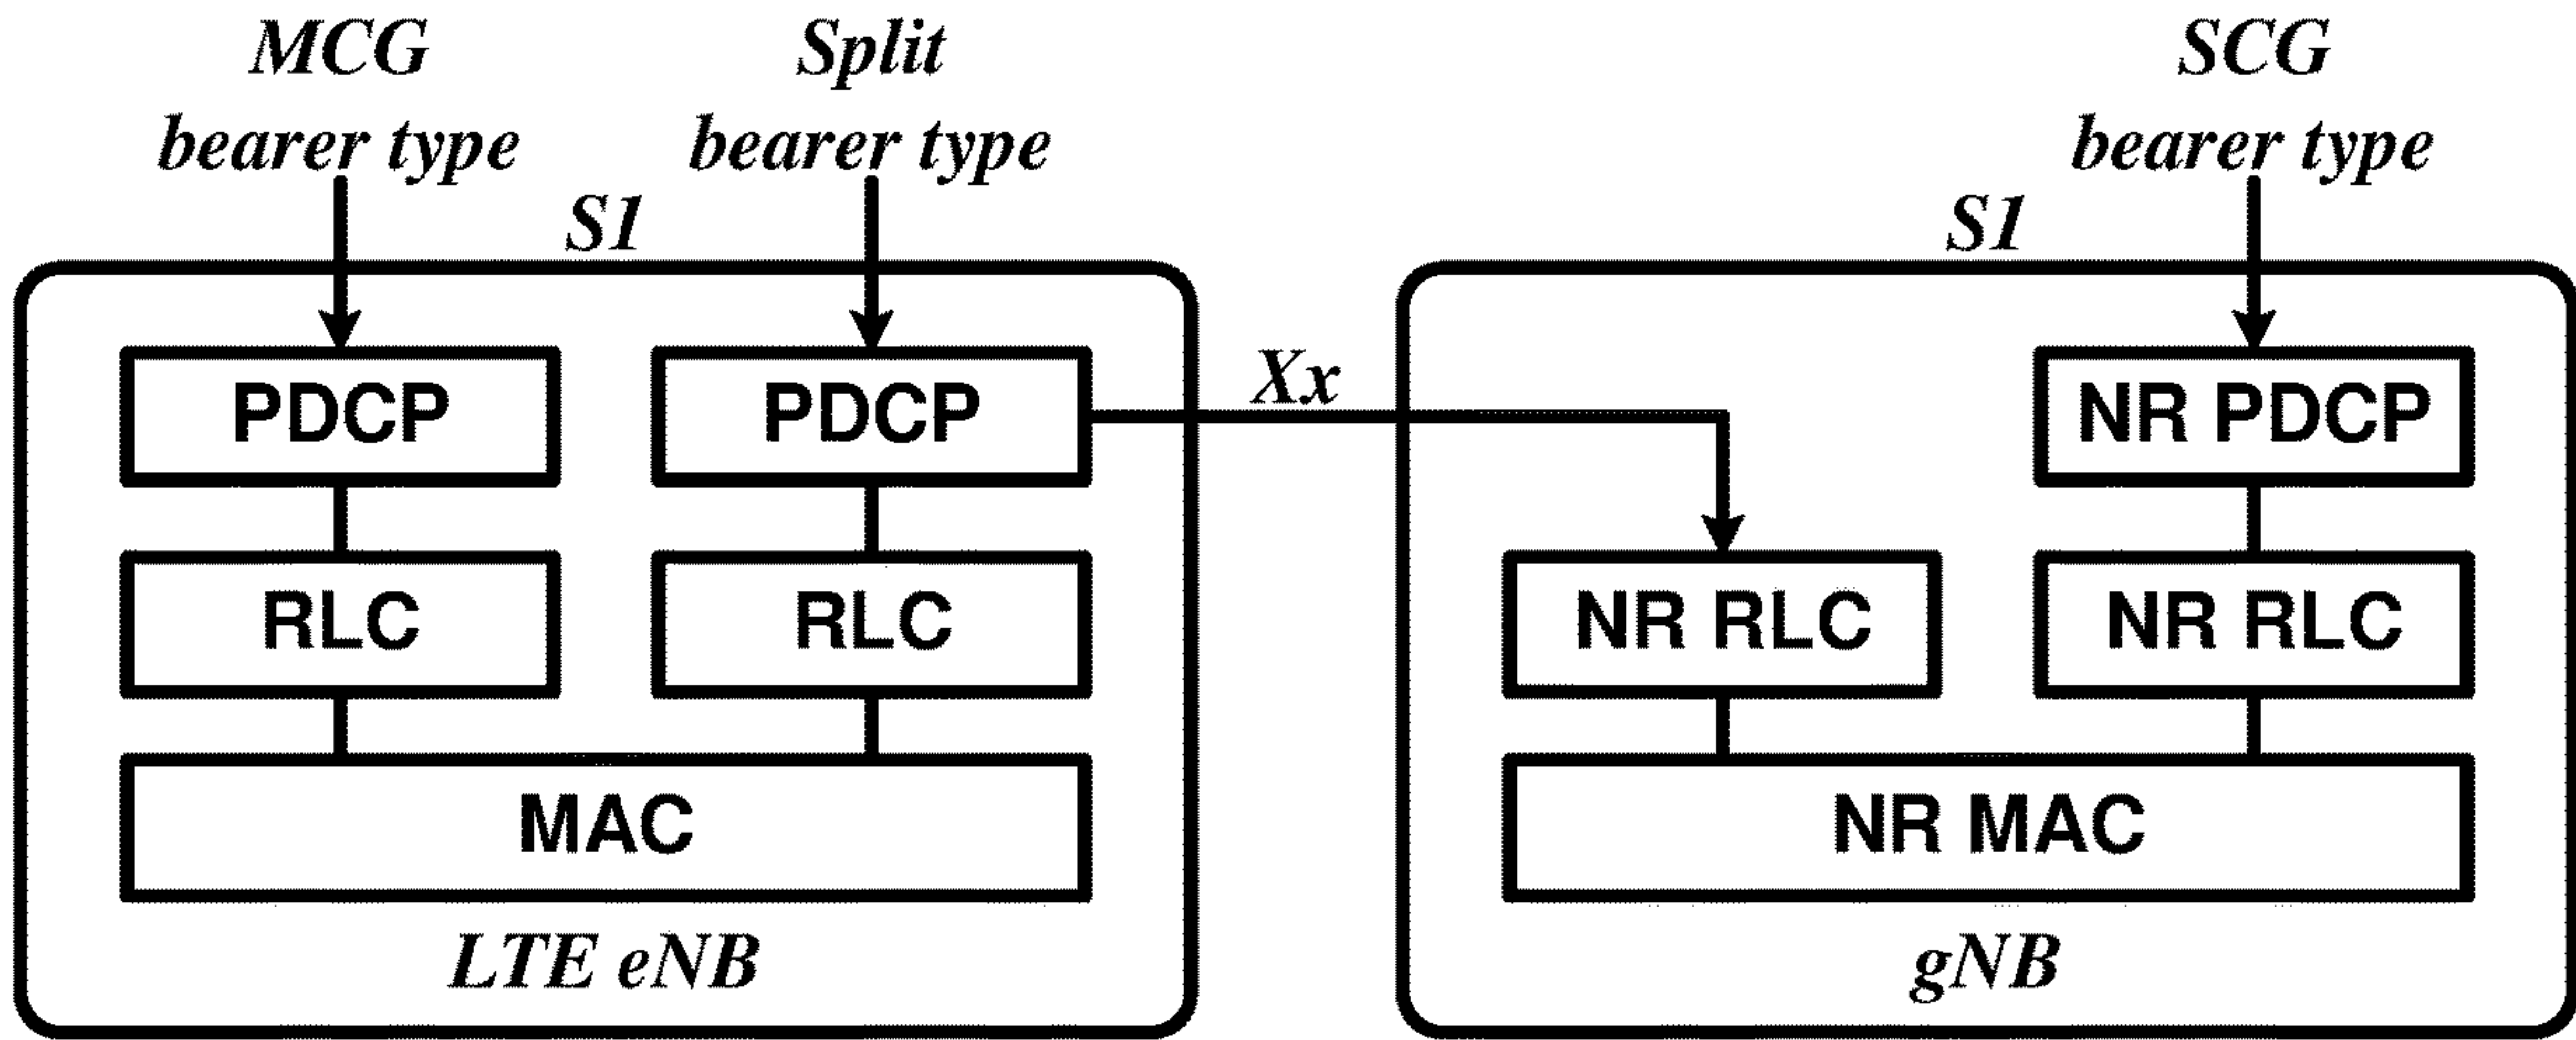 MCG
bearer type
Split
bearer type
SCG
bearer type
S1
S1
PDCP
PDCP
Xx
NR PDCP
RLC
RLC
NR RLC
NR RLC
MAC
NR MAC
LTE eNB
gNB